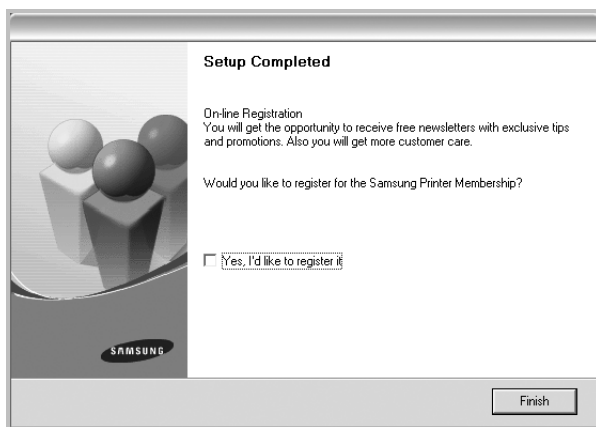 Setup Completed
On-line Registration
You will get the opportunity to receive free newsletters with exclusive tips
and promotions. Also you will get more customer care.
Would you like to register for the Samsung Printer Membership?
Yes, I'd like to register it
SAMSUNG
Finish